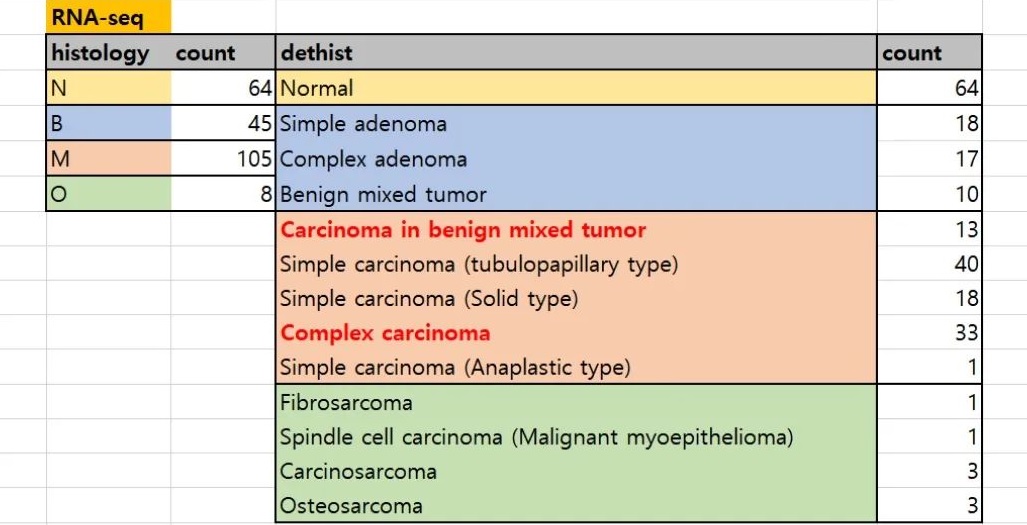 RNA-seq
histology count dethist count
N 64 Normal 64
B 45 Simple adenoma 18
M 105 Complex adenoma 17
O 8 Benign mixed tumor 10
Carcinoma in benign mixed tumor 13
Simple carcinoma (tubulopapillary type) 40
Simple carcinoma (Solid type) 18
Complex carcinoma 33
Simple carcinoma (Anaplastic type) 1
Fibrosarcoma 1
Spindle cell carcinoma (Malignant myoepithelioma) 1
Carcinosarcoma 3
Osteosarcoma 3